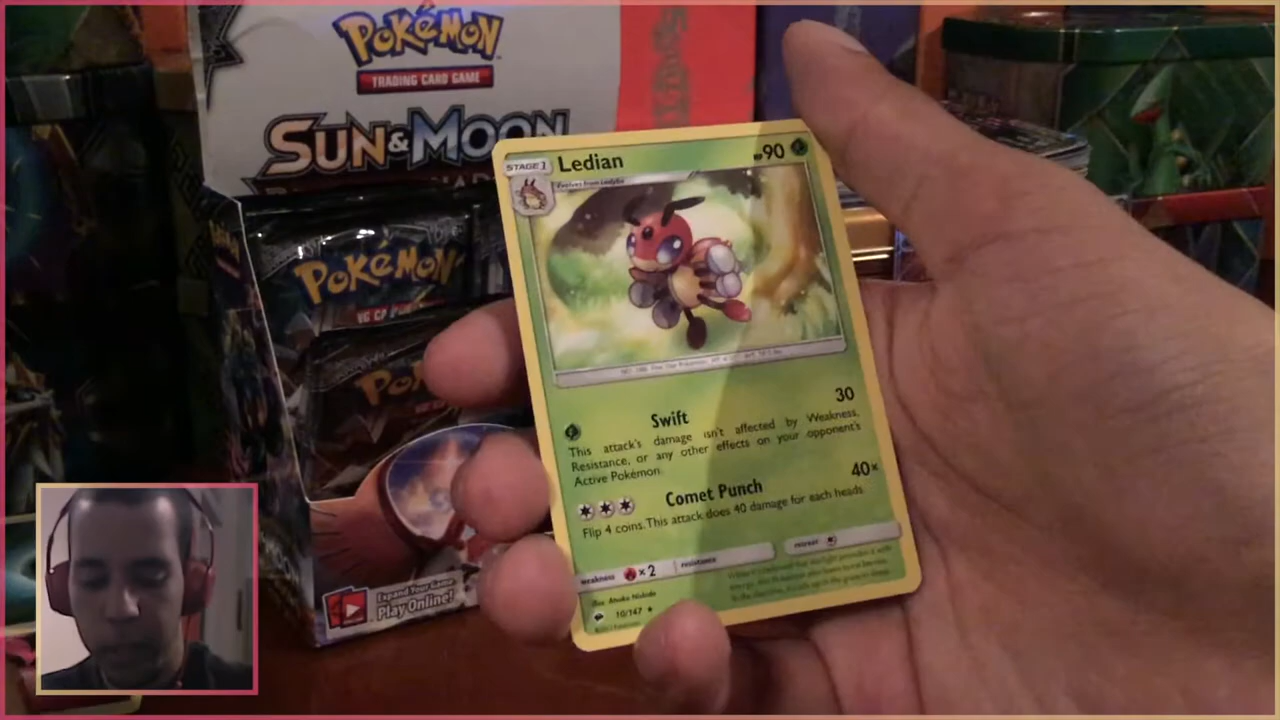 POKéMON
TRADING CARD GAME
SUN & MOON
STAGE 1
Ledian
HP 90
Evolves from Ledyba
Swift 30
This attack's damage isn't affected by Weakness,
Resistance, or any other effects on your opponent's
Active Pokémon.
Comet Punch 40×
Flip 4 coins. This attack does 40 damage for each heads.
weakness ×2 resistance
retreat
Illus. Atsuko Nishida
10/147
POKéMON
Expand Your Game
Play Online!